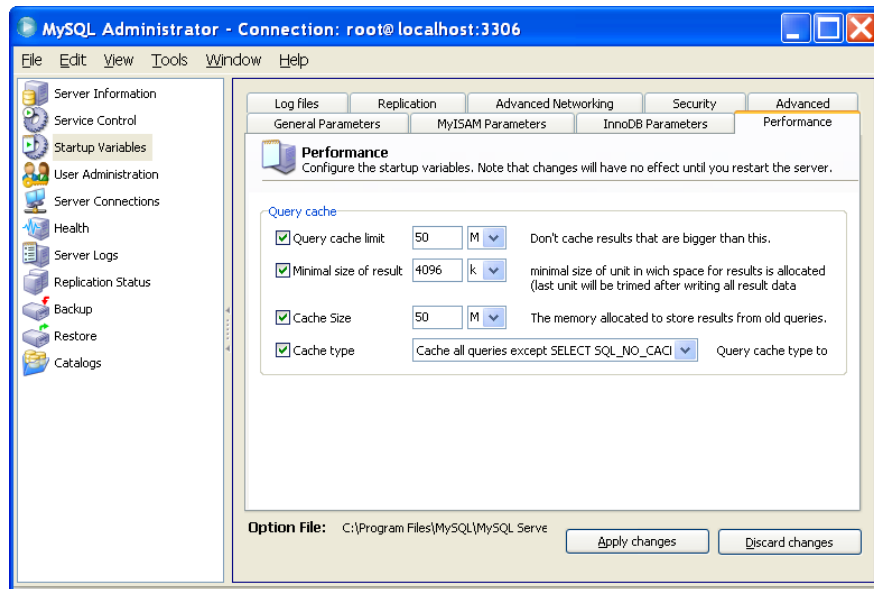 MySQL Administrator - Connection: root@localhost:3306
File Edit View Tools Window Help
Server Information
Service Control
Startup Variables
User Administration
Server Connections
Health
Server Logs
Replication Status
Backup
Restore
Catalogs
Log files Replication Advanced Networking Security Advanced
General Parameters MyISAM Parameters InnoDB Parameters Performance
Performance
Configure the startup variables. Note that changes will have no effect until you restart the server.
Query cache
Query cache limit 50 M Don't cache results that are bigger than this.
Minimal size of result 4096 k minimal size of unit in wich space for results is allocated
(last unit will be trimed after writing all result data
Cache Size 50 M The memory allocated to store results from old queries.
Cache type Cache all queries except SELECT SQL_NO_CACI Query cache type to
Option File: C:\Program Files\MySQL\MySQL Serve
Apply changes Discard changes